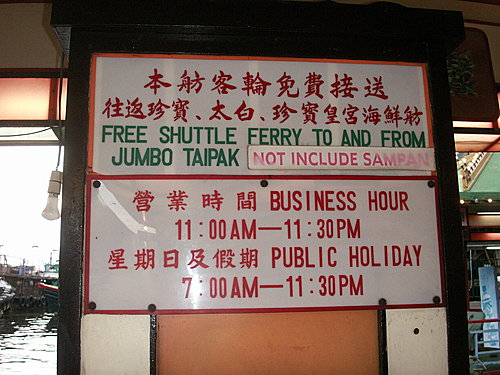 本舫客輪免費接送
往返珍寶、太白、珍寶皇宮海鮮舫
FREE SHUTTLE FERRY TO AND FROM
JUMBO TAIPAK NOT INCLUDE SAMPAN
營業時間 BUSINESS HOUR
11:00AM—11:30PM
星期日及假期 PUBLIC HOLIDAY
7:00AM—11:30PM